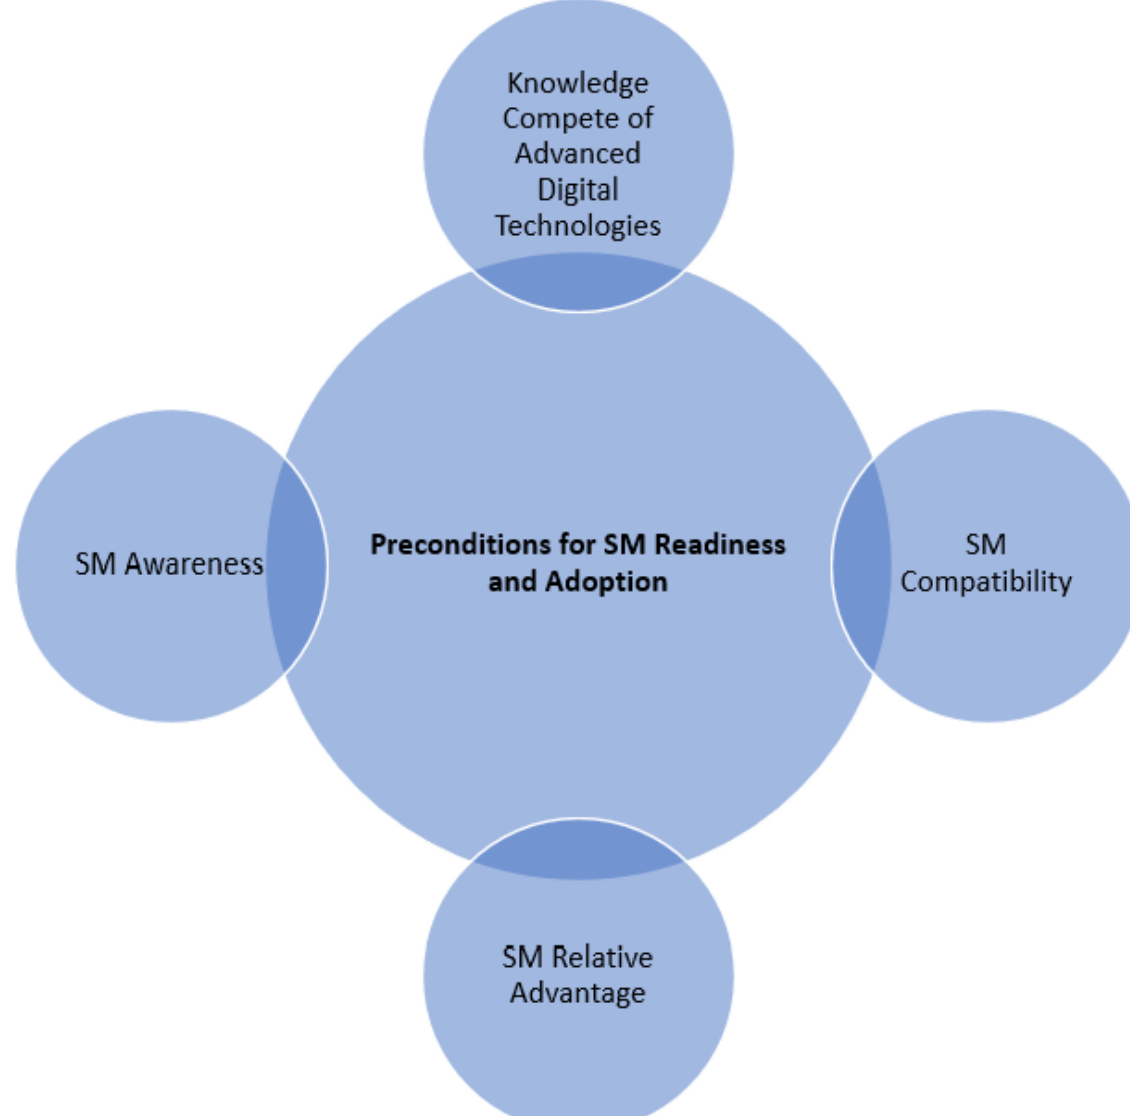 Knowledge
Compete of
Advanced
Digital
Technologies
SM Awareness
Preconditions for SM Readiness
and Adoption
SM
Compatibility
SM Relative
Advantage